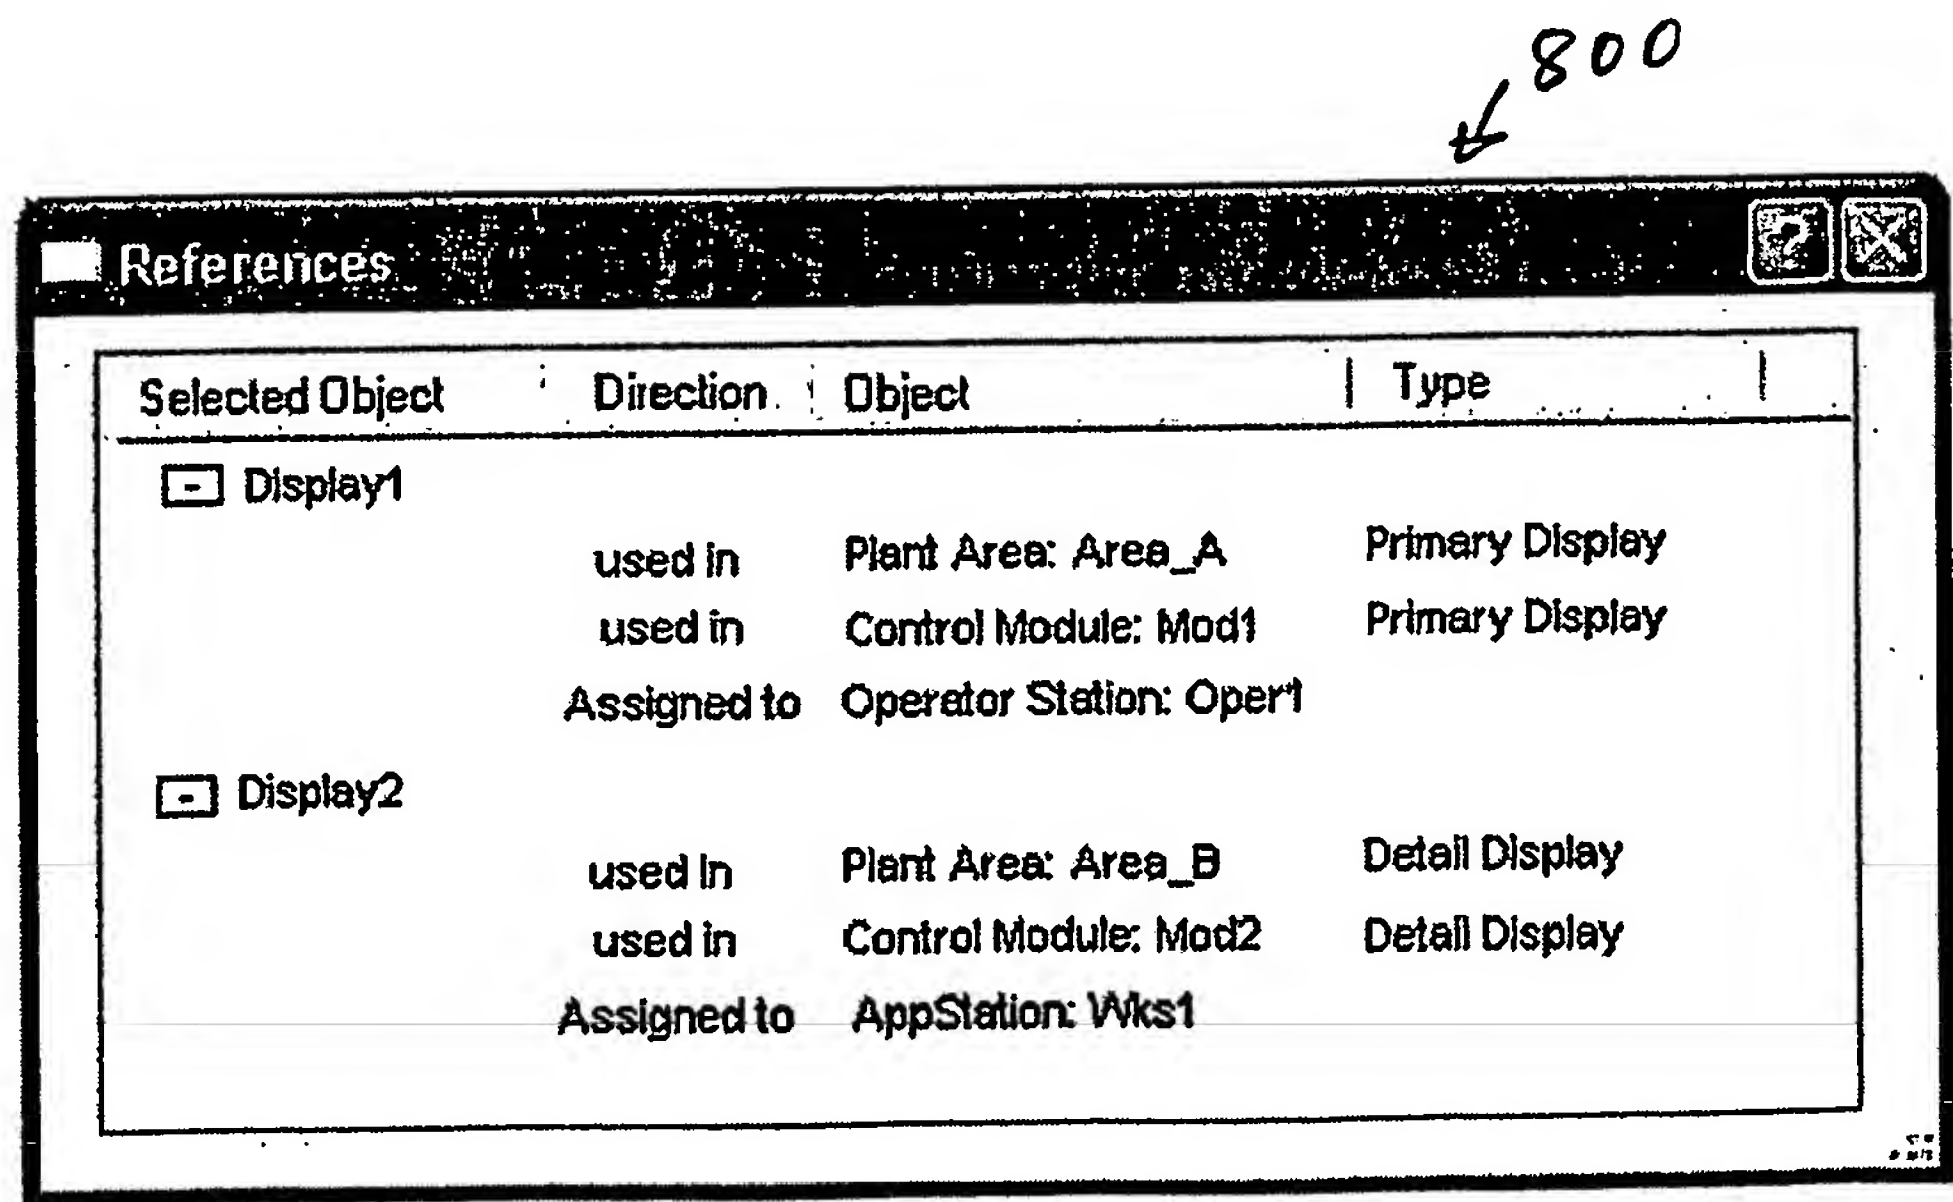 800
References ? X
Selected Object Direction Object Type
- Display1
used in Plant Area: Area_A Primary Display
used in Control Module: Mod1 Primary Display
Assigned to Operator Station: Oper1
- Display2
used in Plant Area: Area_B Detail Display
used in Control Module: Mod2 Detail Display
Assigned to AppStation: Wks1